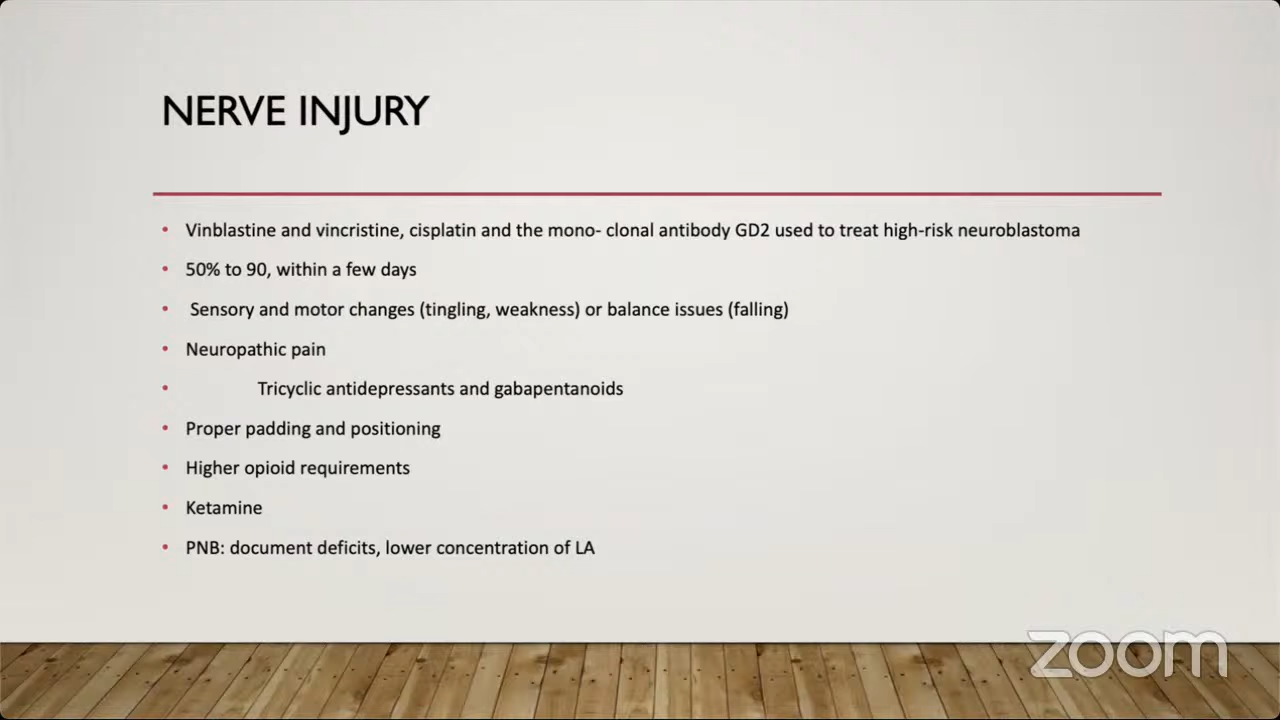 NERVE INJURY
• Vinblastine and vincristine, cisplatin and the mono- clonal antibody GD2 used to treat high-risk neuroblastoma
• 50% to 90, within a few days
• Sensory and motor changes (tingling, weakness) or balance issues (falling)
• Neuropathic pain
• Tricyclic antidepressants and gabapentanoids
• Proper padding and positioning
• Higher opioid requirements
• Ketamine
• PNB: document deficits, lower concentration of LA
zoom